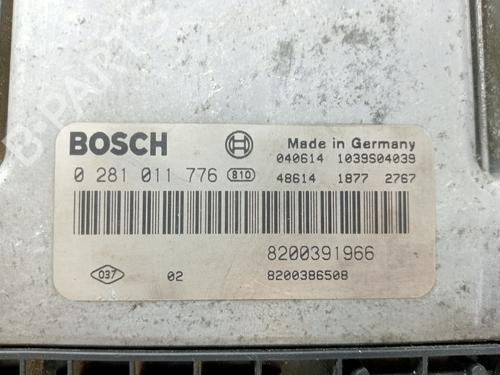 B-PARTS
BOSCH
Made in Germany
040614 1039S04039
0 281 011 776 810
48614 1877 2767
8200391966
037 02 8200386508